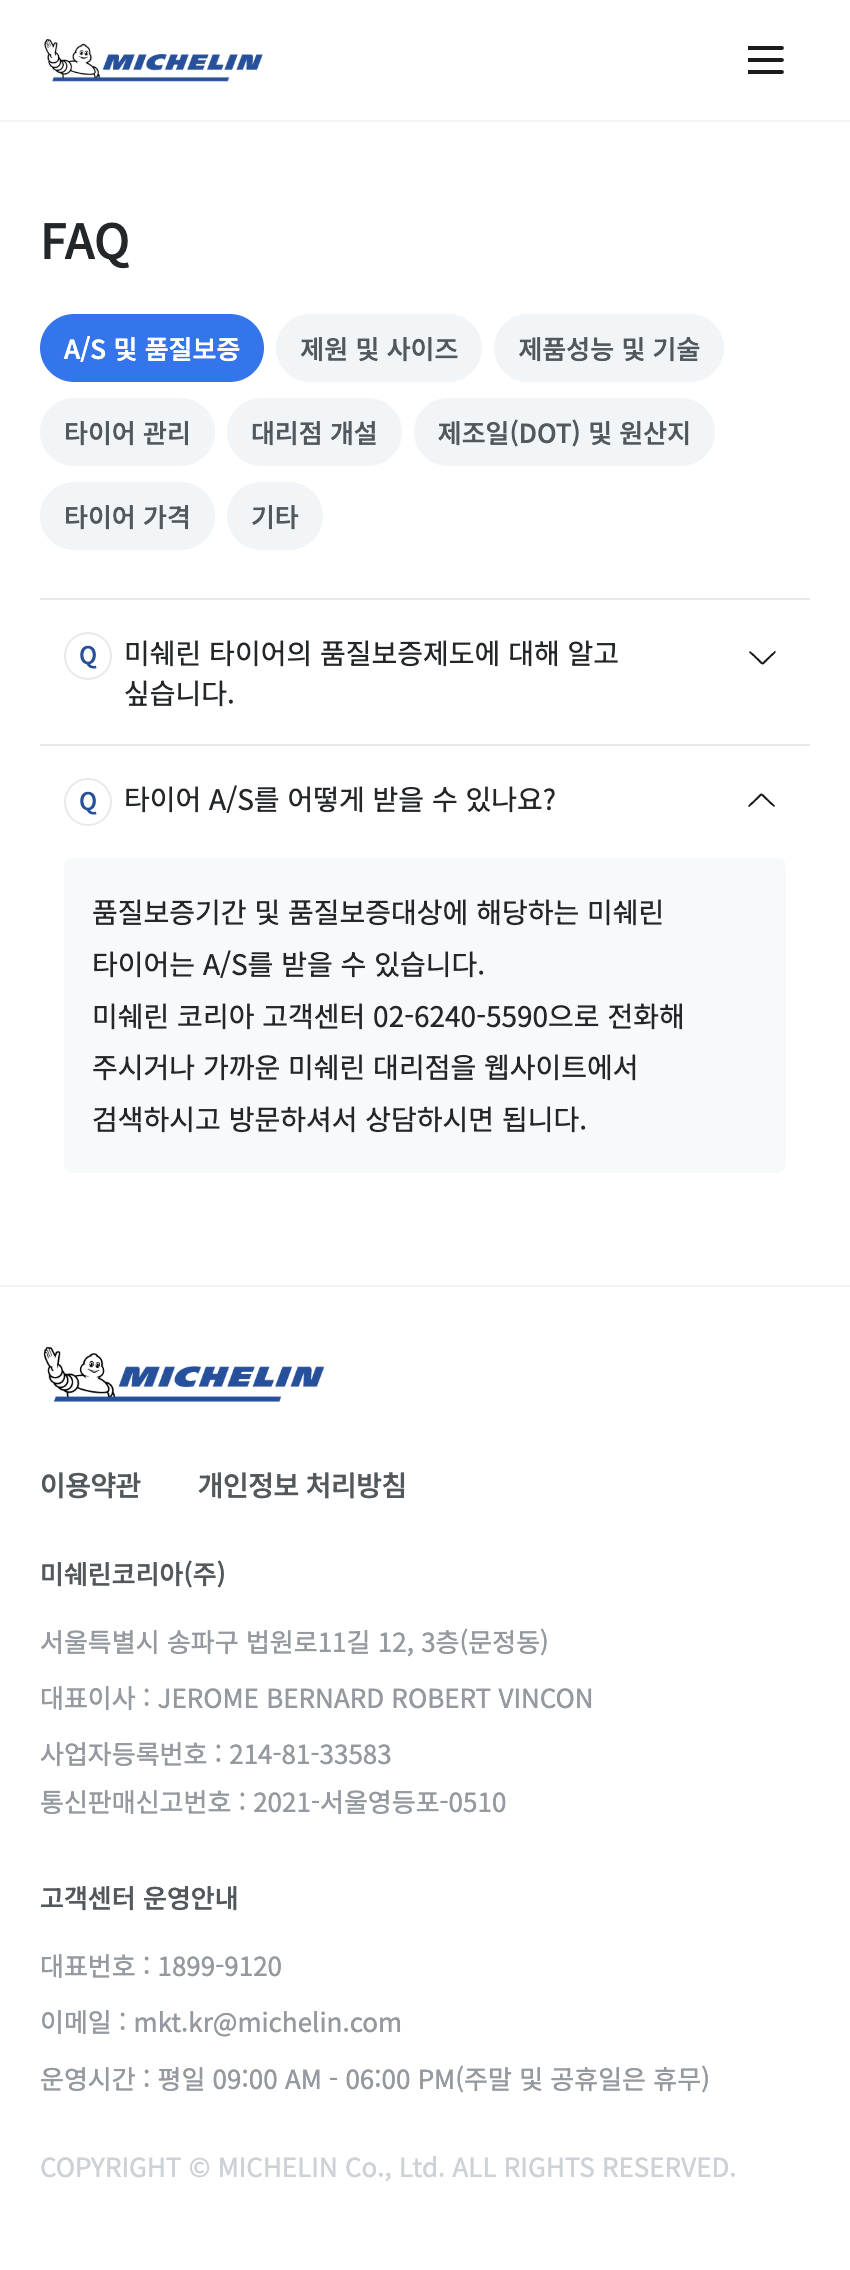 MICHELIN
FAQ
A/S 및 품질보증
제원 및 사이즈
제품성능 및 기술
타이어 관리
대리점 개설
제조일(DOT) 및 원산지
타이어 가격
기타
Q 미쉐린 타이어의 품질보증제도에 대해 알고
싶습니다.
Q 타이어 A/S를 어떻게 받을 수 있나요?
품질보증기간 및 품질보증대상에 해당하는 미쉐린
타이어는 A/S를 받을 수 있습니다.
미쉐린 코리아 고객센터 02-6240-5590으로 전화해
주시거나 가까운 미쉐린 대리점을 웹사이트에서
검색하시고 방문하셔서 상담하시면 됩니다.
MICHELIN
이용약관
개인정보 처리방침
미쉐린코리아(주)
서울특별시 송파구 법원로11길 12, 3층(문정동)
대표이사 : JEROME BERNARD ROBERT VINCON
사업자등록번호 : 214-81-33583
통신판매신고번호 : 2021-서울영등포-0510
고객센터 운영안내
대표번호 : 1899-9120
이메일 : mkt.kr@michelin.com
운영시간 : 평일 09:00 AM - 06:00 PM(주말 및 공휴일은 휴무)
COPYRIGHT © MICHELIN Co., Ltd. ALL RIGHTS RESERVED.